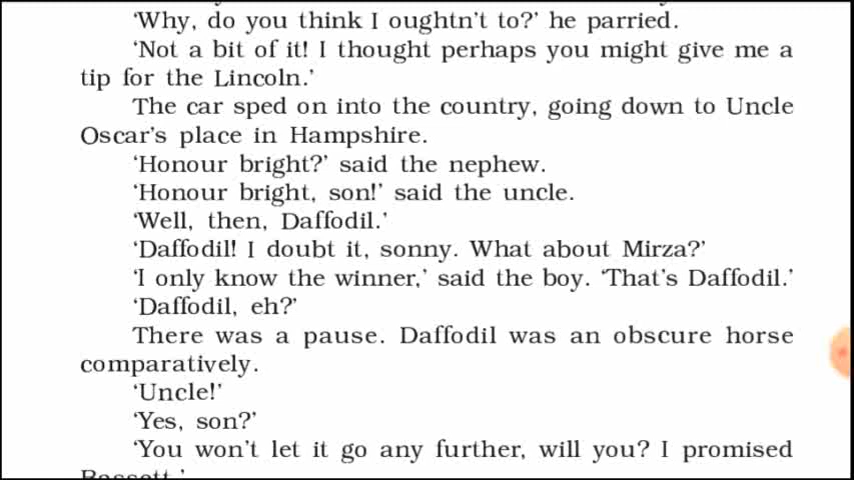 ‘Why, do you think I oughtn’t to?’ he parried.
‘Not a bit of it! I thought perhaps you might give me a
tip for the Lincoln.’
The car sped on into the country, going down to Uncle
Oscar’s place in Hampshire.
‘Honour bright?’ said the nephew.
‘Honour bright, son!’ said the uncle.
‘Well, then, Daffodil.’
‘Daffodil! I doubt it, sonny. What about Mirza?’
‘I only know the winner,’ said the boy. ‘That’s Daffodil.’
‘Daffodil, eh?’
There was a pause. Daffodil was an obscure horse
comparatively.
‘Uncle!’
‘Yes, son?’
‘You won’t let it go any further, will you? I promised
Bassett.’